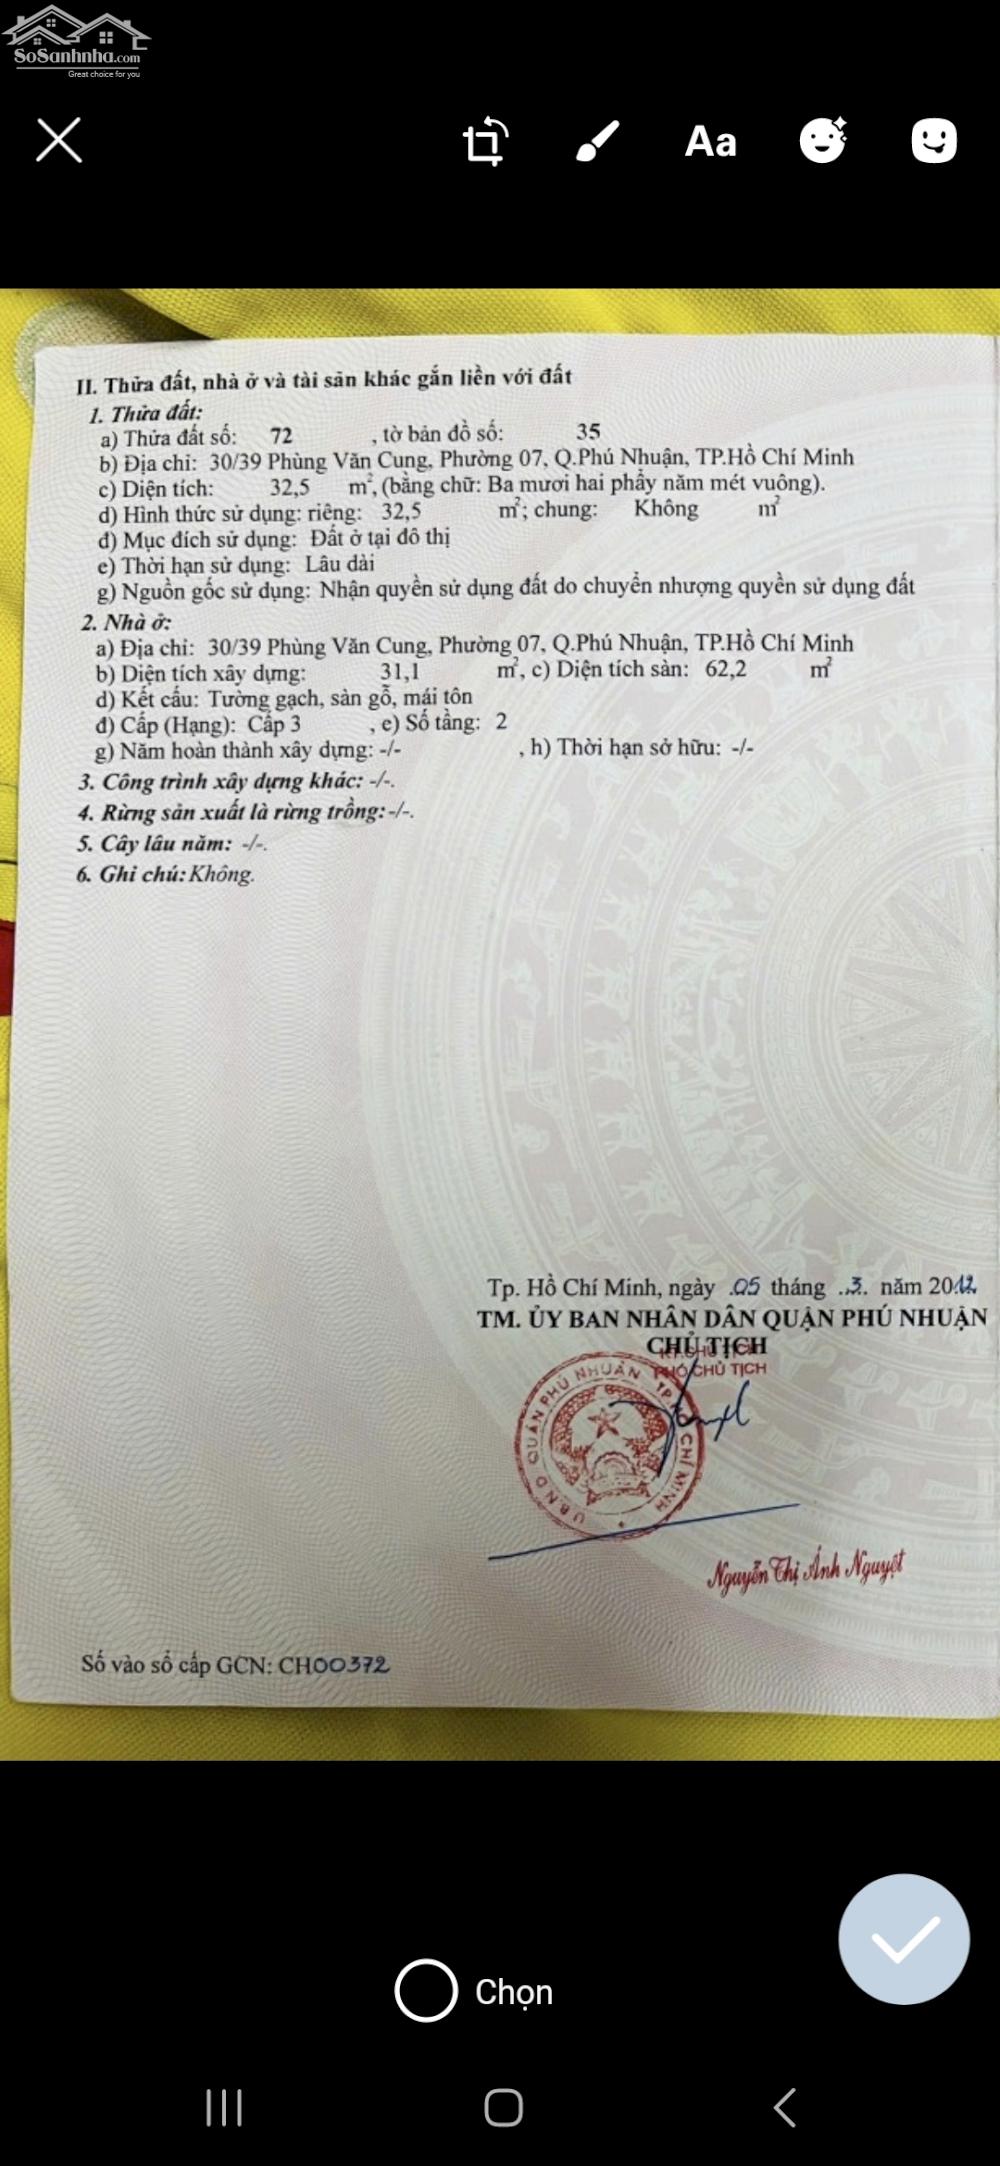 SoSanhnha.com
Great choice for you
Aa
II. Thửa đất, nhà ở và tài sản khác gắn liền với đất
1. Thửa đất:
a) Thửa đất số: 72 , tờ bản đồ số: 35
b) Địa chỉ: 30/39 Phùng Văn Cung, Phường 07, Q.Phú Nhuận, TP.Hồ Chí Minh
c) Diện tích: 32,5 m², (bằng chữ: Ba mươi hai phẩy năm mét vuông).
d) Hình thức sử dụng: riêng: 32,5 m²; chung: Không m²
đ) Mục đích sử dụng: Đất ở tại đô thị
e) Thời hạn sử dụng: Lâu dài
g) Nguồn gốc sử dụng: Nhận quyền sử dụng đất do chuyển nhượng quyền sử dụng đất
2. Nhà ở:
a) Địa chỉ: 30/39 Phùng Văn Cung, Phường 07, Q.Phú Nhuận, TP.Hồ Chí Minh
b) Diện tích xây dựng: 31,1 m², c) Diện tích sàn: 62,2 m²
d) Kết cấu: Tường gạch, sàn gỗ, mái tôn
đ) Cấp (Hạng): Cấp 3 , e) Số tầng: 2
g) Năm hoàn thành xây dựng: -/- , h) Thời hạn sở hữu: -/-
3. Công trình xây dựng khác: -/-.
4. Rừng sản xuất là rừng trồng: -/-.
5. Cây lâu năm: -/-.
6. Ghi chú: Không.
Tp. Hồ Chí Minh, ngày .05 tháng ..3. năm 2012
TM. ỦY BAN NHÂN DÂN QUẬN PHÚ NHUẬN
CHỦ TỊCH
KT.CHỦ TỊCH
PHÓ CHỦ TỊCH
U.B.N.D QUẬN PHÚ NHUẬN TP HỒ CHÍ MINH
Nguyễn Thị Ánh Nguyệt
Số vào sổ cấp GCN: CH00372
Chọn